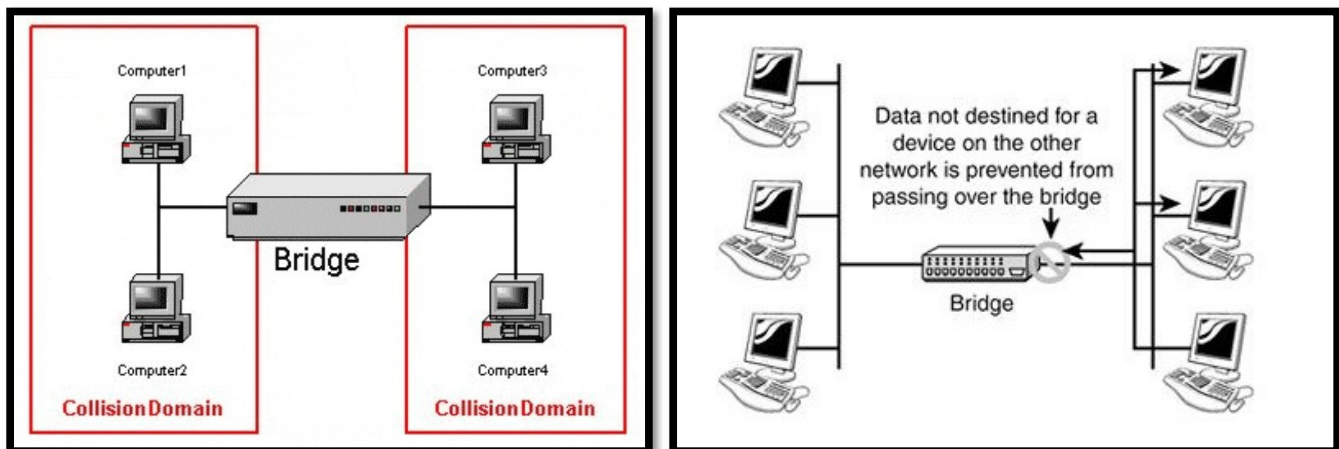 Computer1
Computer3
Bridge
Computer2
Computer4
CollisionDomain
CollisionDomain
Data not destined for a
device on the other
network is prevented from
passing over the bridge
Bridge